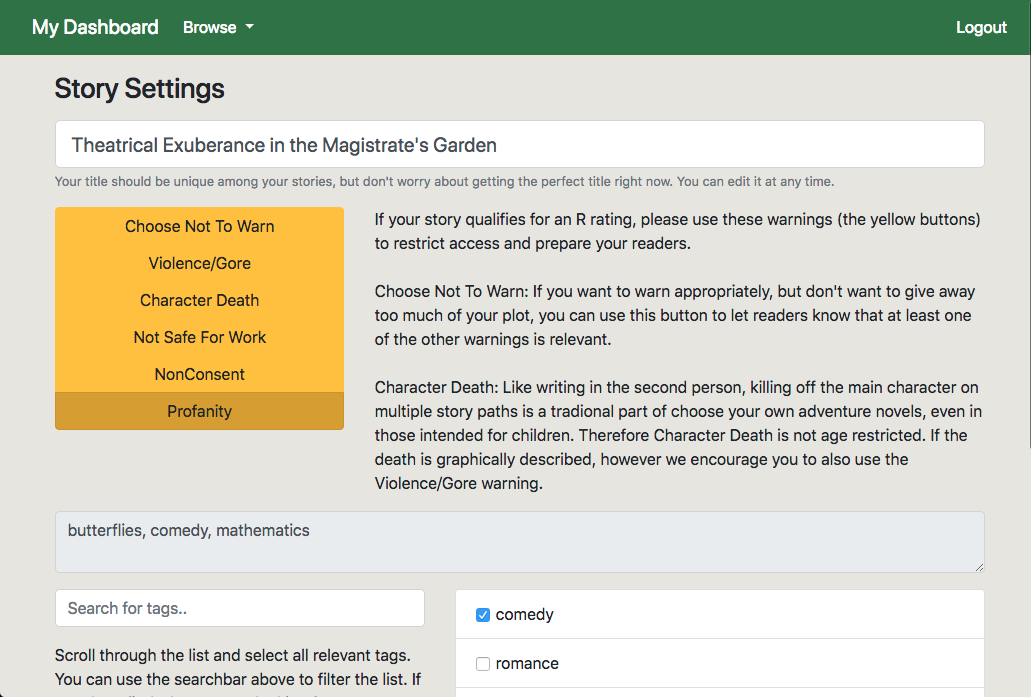 My Dashboard Browse Logout
Story Settings
Theatrical Exuberance in the Magistrate's Garden
Your title should be unique among your stories, but don't worry about getting the perfect title right now. You can edit it at any time.
Choose Not To Warn
Violence/Gore
Character Death
Not Safe For Work
NonConsent
Profanity
If your story qualifies for an R rating, please use these warnings (the yellow buttons)
to restrict access and prepare your readers.
Choose Not To Warn: If you want to warn appropriately, but don't want to give away
too much of your plot, you can use this button to let readers know that at least one
of the other warnings is relevant.
Character Death: Like writing in the second person, killing off the main character on
multiple story paths is a tradional part of choose your own adventure novels, even in
those intended for children. Therefore Character Death is not age restricted. If the
death is graphically described, however we encourage you to also use the
Violence/Gore warning.
butterflies, comedy, mathematics
Search for tags..
Scroll through the list and select all relevant tags.
You can use the searchbar above to filter the list. If
comedy
romance